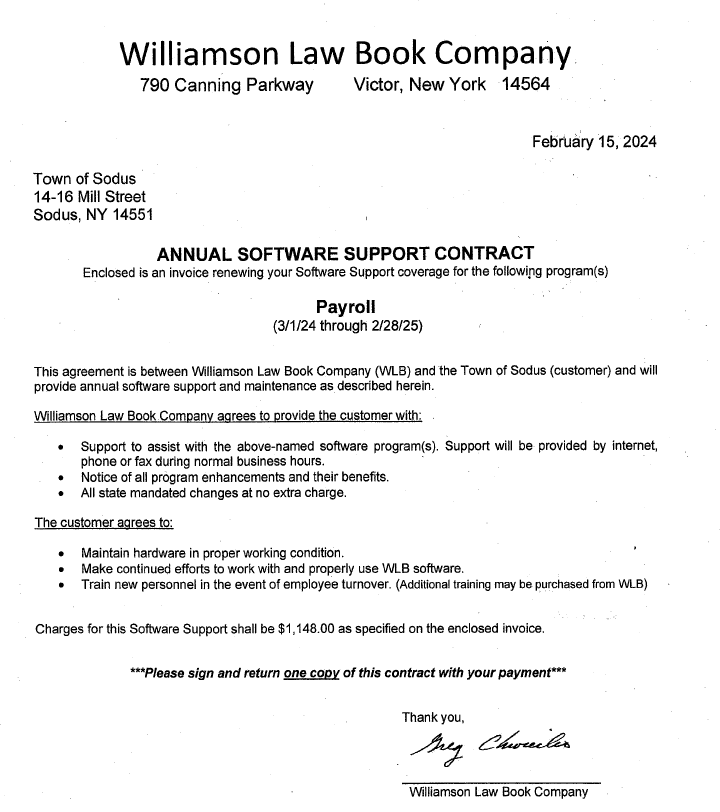 Williamson Law Book Company
790 Canning Parkway Victor, New York 14564
February 15, 2024
Town of Sodus
14-16 Mill Street
Sodus, NY 14551
ANNUAL SOFTWARE SUPPORT CONTRACT
Enclosed is an invoice renewing your Software Support coverage for the following program(s)
Payroll
(3/1/24 through 2/28/25)
This agreement is between Williamson Law Book Company (WLB) and the Town of Sodus (customer) and will
provide annual software support and maintenance as described herein.
Williamson Law Book Company agrees to provide the customer with:
• Support to assist with the above-named software program(s). Support will be provided by internet,
phone or fax during normal business hours.
• Notice of all program enhancements and their benefits.
• All state mandated changes at no extra charge.
The customer agrees to:
• Maintain hardware in proper working condition.
• Make continued efforts to work with and properly use WLB software.
• Train new personnel in the event of employee turnover. (Additional training may be purchased from WLB)
Charges for this Software Support shall be $1,148.00 as specified on the enclosed invoice.
***Please sign and return one copy of this contract with your payment***
Thank you,
Greg
Williamson Law Book Company